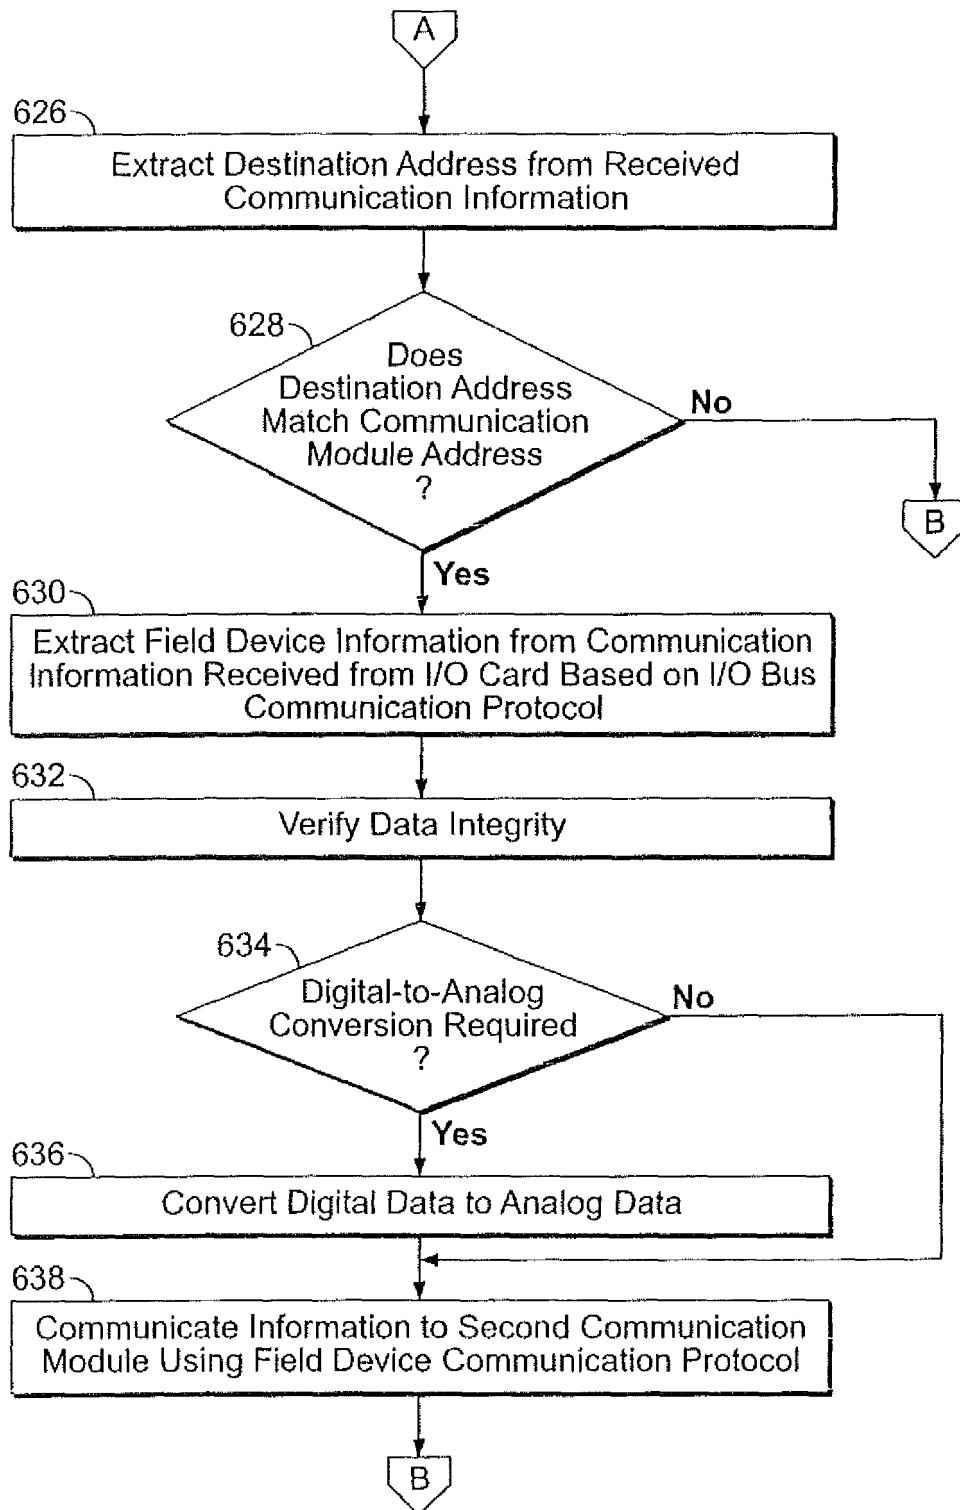 A
626
Extract Destination Address from Received
Communication Information
628
Does
Destination Address
Match Communication
Module Address
?
No
B
Yes
630
Extract Field Device Information from Communication
Information Received from I/O Card Based on I/O Bus
Communication Protocol
632
Verify Data Integrity
634
Digital-to-Analog
Conversion Required
?
No
Yes
636
Convert Digital Data to Analog Data
638
Communicate Information to Second Communication
Module Using Field Device Communication Protocol
B